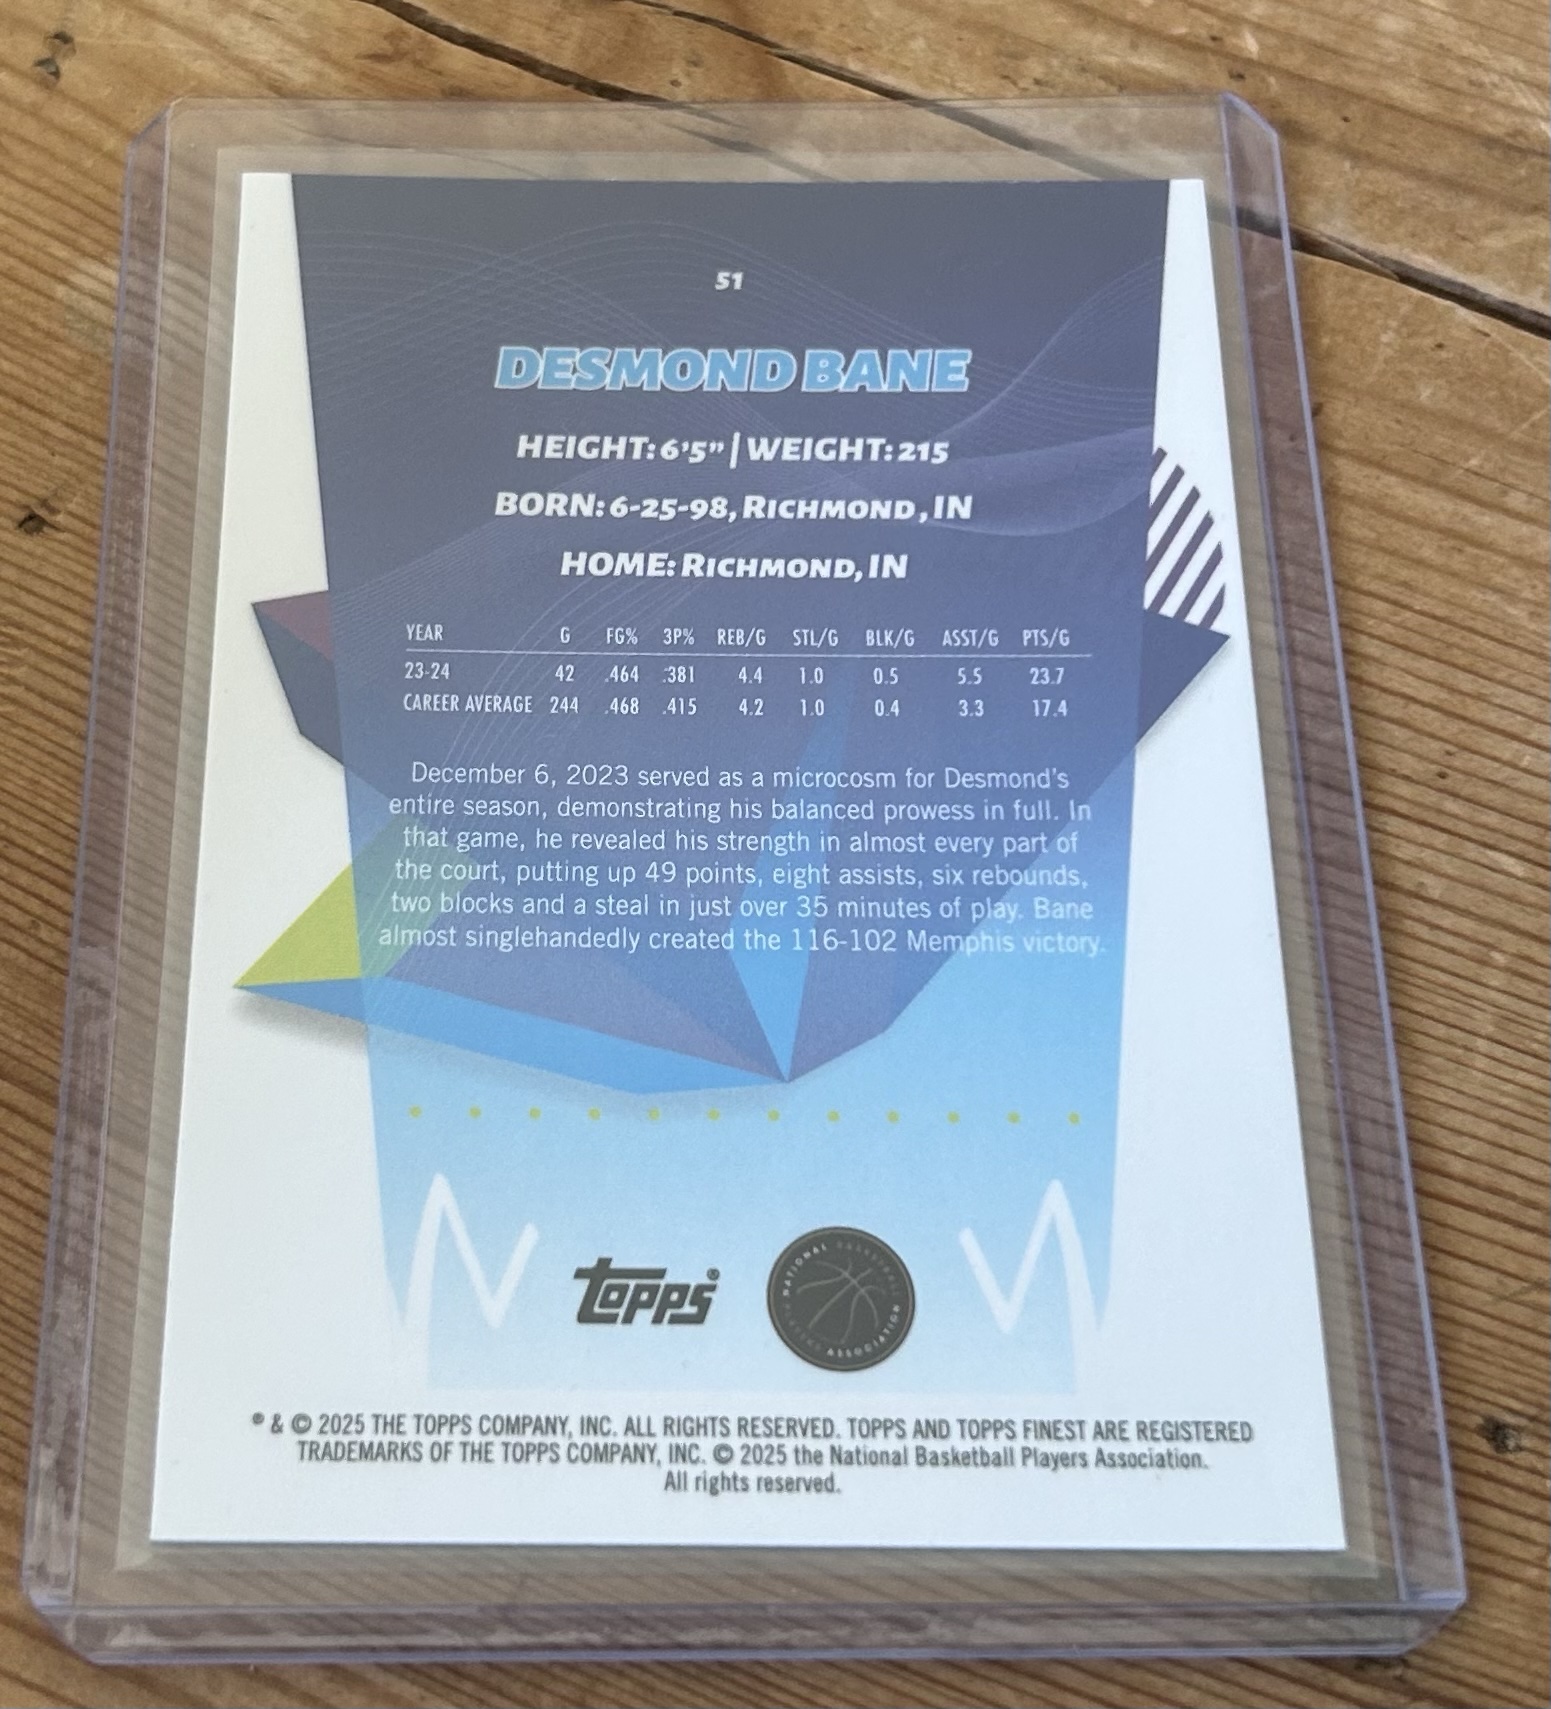 51
DESMOND BANE
HEIGHT: 6'5" | WEIGHT: 215
BORN: 6-25-98, RICHMOND, IN
HOME: RICHMOND, IN
YEAR G FG% 3P% REB/G STL/G BLK/G ASST/G PTS/G
23-24 42 .464 .381 4.4 1.0 0.5 5.5 23.7
CAREER AVERAGE 244 .468 .415 4.2 1.0 0.4 3.3 17.4
December 6, 2023 served as a microcosm for Desmond's
entire season, demonstrating his balanced prowess in full. In
that game, he revealed his strength in almost every part of
the court, putting up 49 points, eight assists, six rebounds,
two blocks and a steal in just over 35 minutes of play. Bane
almost singlehandedly created the 116-102 Memphis victory.
topps®
NATIONAL BASKETBALL PLAYERS ASSOCIATION
® & © 2025 THE TOPPS COMPANY, INC. ALL RIGHTS RESERVED. TOPPS AND TOPPS FINEST ARE REGISTERED
TRADEMARKS OF THE TOPPS COMPANY, INC. © 2025 the National Basketball Players Association.
All rights reserved.